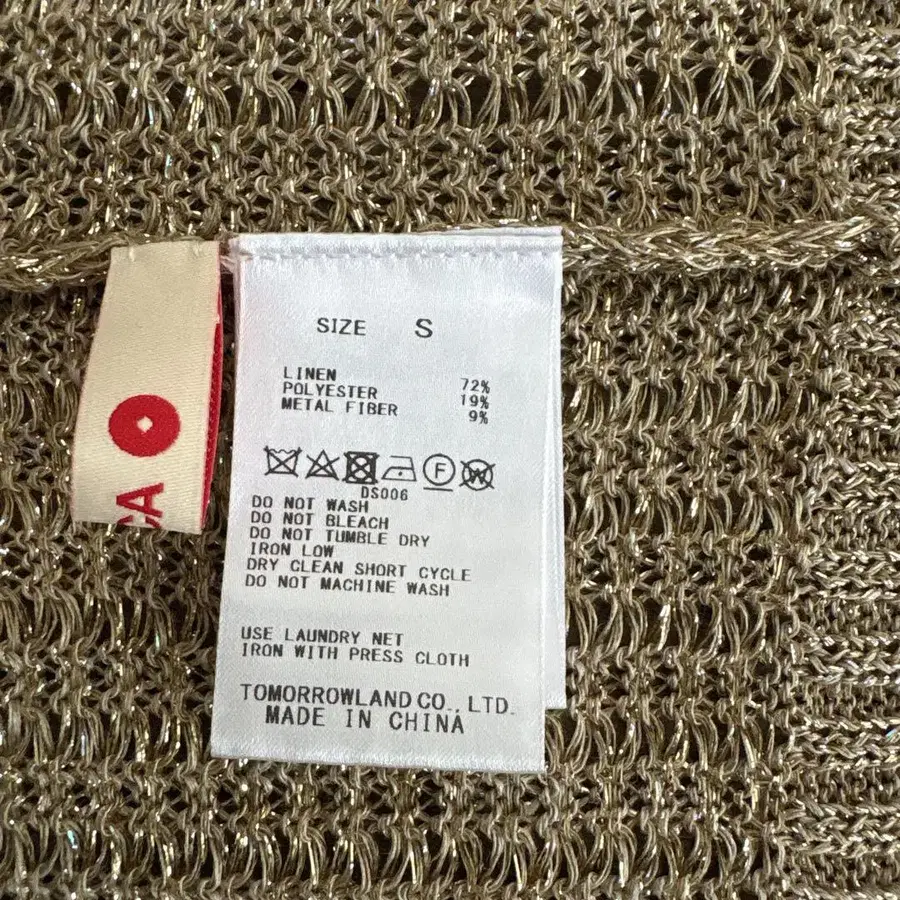 SIZE S
LINEN 72%
POLYESTER 19%
METAL FIBER 9%
F W
DS006
DO NOT WASH
DO NOT BLEACH
DO NOT TUMBLE DRY
IRON LOW
DRY CLEAN SHORT CYCLE
DO NOT MACHINE WASH
USE LAUNDRY NET
IRON WITH PRESS CLOTH
TOMORROWLAND CO., LTD.
MADE IN CHINA
CA